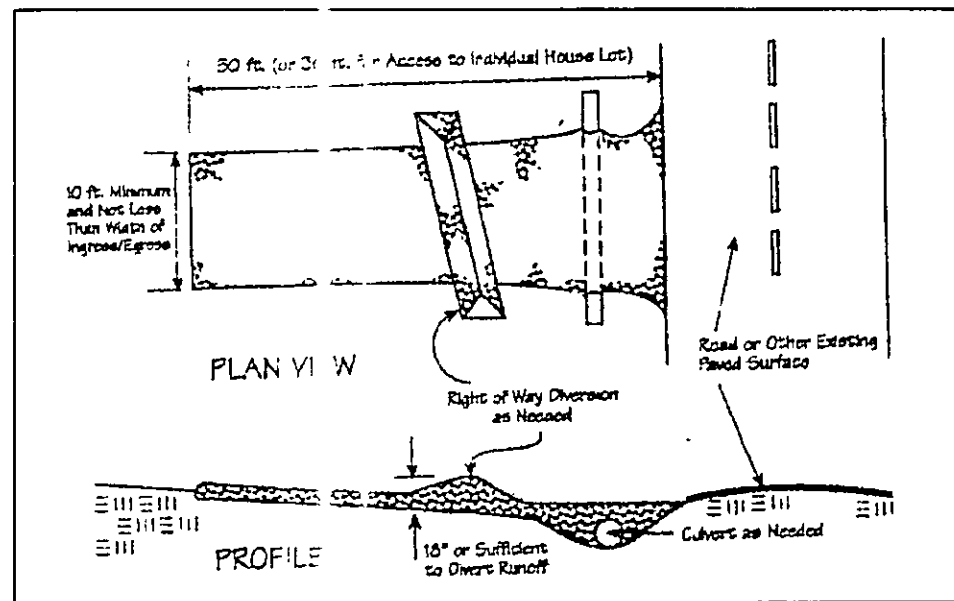 50 ft. (or 30 ft. for Access to Individual House Lot)
10 ft. Minimum
and Not Less
Than Width of
Ingress/Egress
PLAN VIEW
Right of Way Diversion
as Needed
Road or Other Existing
Paved Surface
Culvert as Needed
18" or Sufficient
to Divert Runoff
PROFILE